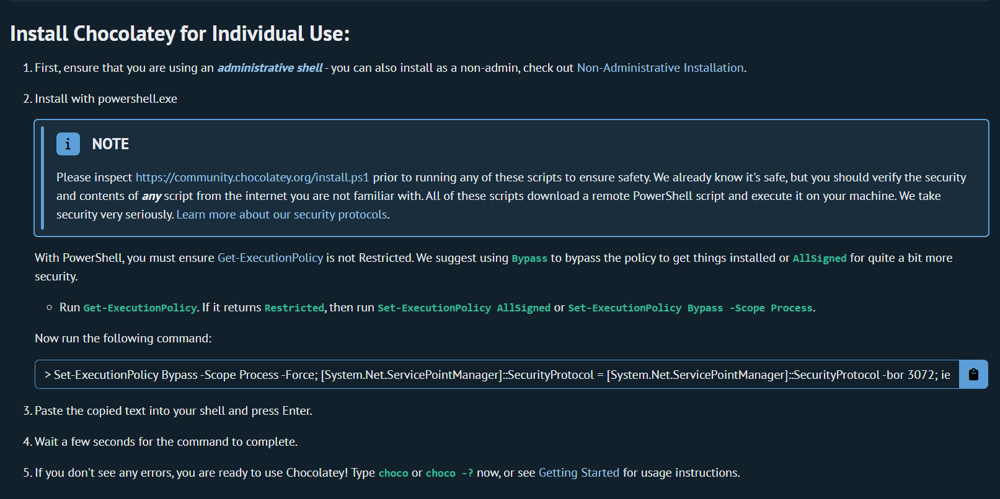 Install Chocolatey for Individual Use:
1. First, ensure that you are using an administrative shell - you can also install as a non-admin, check out Non-Administrative Installation.
2. Install with powershell.exe
i NOTE
Please inspect https://community.chocolatey.org/install.ps1 prior to running any of these scripts to ensure safety. We already know it's safe, but you should verify the security
and contents of any script from the internet you are not familiar with. All of these scripts download a remote PowerShell script and execute it on your machine. We take
security very seriously. Learn more about our security protocols.
With PowerShell, you must ensure Get-ExecutionPolicy is not Restricted. We suggest using Bypass to bypass the policy to get things installed or AllSigned for quite a bit more
security.
○ Run Get-ExecutionPolicy. If it returns Restricted, then run Set-ExecutionPolicy AllSigned or Set-ExecutionPolicy Bypass -Scope Process.
Now run the following command:
> Set-ExecutionPolicy Bypass -Scope Process -Force; [System.Net.ServicePointManager]::SecurityProtocol = [System.Net.ServicePointManager]::SecurityProtocol -bor 3072; ie
3. Paste the copied text into your shell and press Enter.
4. Wait a few seconds for the command to complete.
5. If you don't see any errors, you are ready to use Chocolatey! Type choco or choco -? now, or see Getting Started for usage instructions.